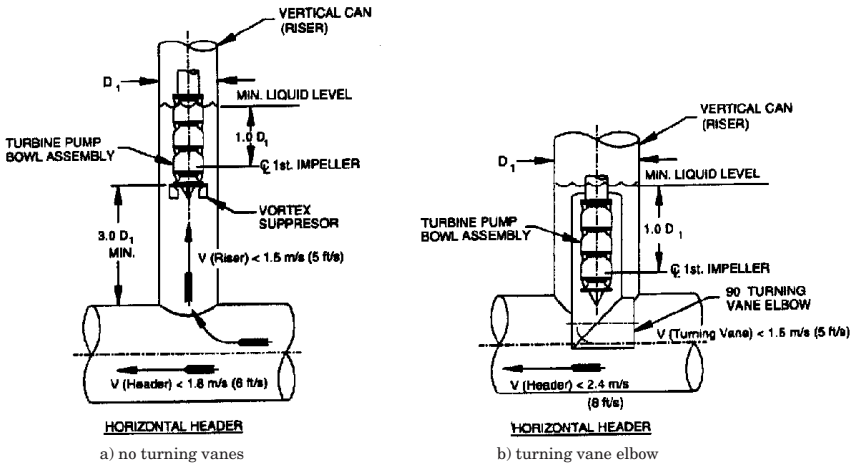 VERTICAL CAN
(RISER)
D1
MIN. LIQUID LEVEL
1.0 D1
TURBINE PUMP
BOWL ASSEMBLY
℄ 1st. IMPELLER
VORTEX
SUPPRESOR
3.0 D1
MIN.
V (Riser) < 1.5 m/s (5 ft/s)
V (Header) < 1.8 m/s (6 ft/s)
HORIZONTAL HEADER
a) no turning vanes
VERTICAL CAN
(RISER)
D1
MIN. LIQUID LEVEL
TURBINE PUMP
BOWL ASSEMBLY
1.0 D1
℄ 1st. IMPELLER
90 TURNING
VANE ELBOW
V (Turning Vane) < 1.5 m/s (5 ft/s)
V (Header) < 2.4 m/s
(8 ft/s)
HORIZONTAL HEADER
b) turning vane elbow